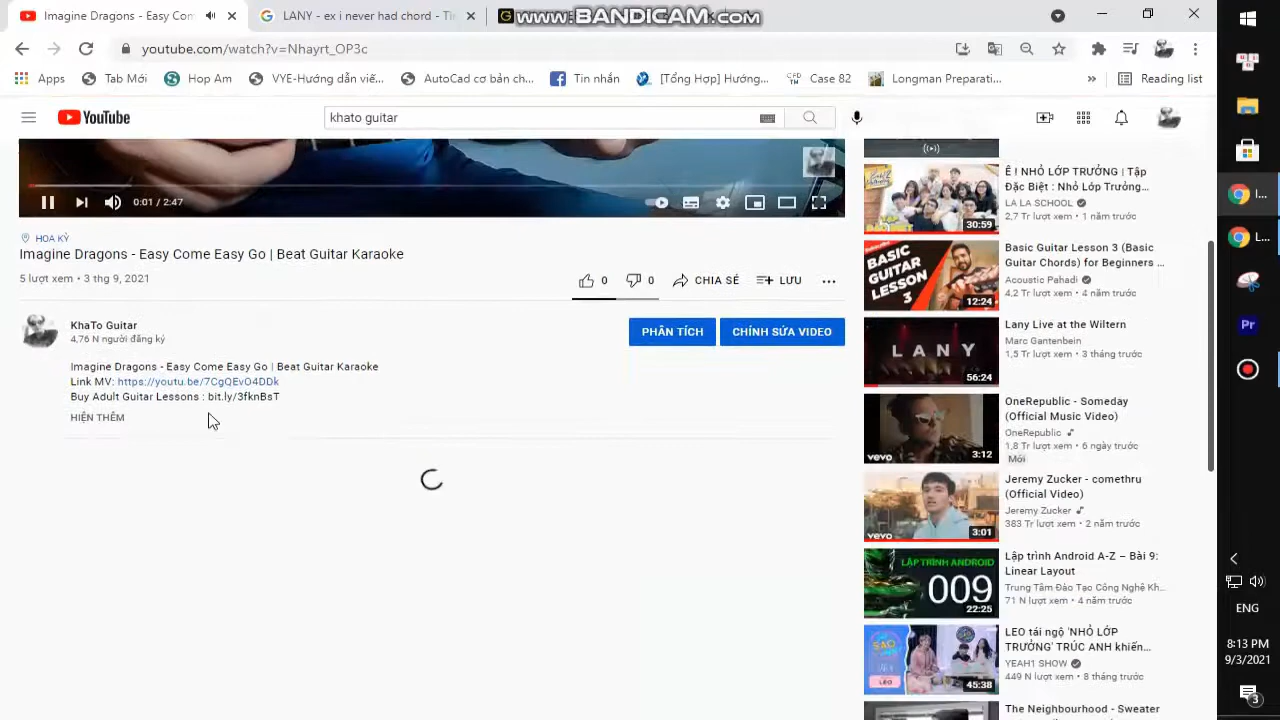 Imagine Dragons - Easy Com
LANY - ex i never had chord - Th
www.BANDICAM.com
youtube.com/watch?v=Nhayrt_OP3c
Apps
Tab Mới
Hop Am
VYE-Hướng dẫn viế...
AutoCad cơ bản ch...
Tin nhắn
[Tổng Hợp] Hướng...
Case 82
Longman Preparati...
»
Reading list
YouTube
khato guitar
0:01 / 2:47
HOA KỲ
Imagine Dragons - Easy Come Easy Go | Beat Guitar Karaoke
5 lượt xem • 3 thg 9, 2021
0
0
CHIA SẺ
LƯU
KhaTo Guitar
4,76 N người đăng ký
PHÂN TÍCH
CHỈNH SỬA VIDEO
Imagine Dragons - Easy Come Easy Go | Beat Guitar Karaoke
Link MV: https://youtu.be/7CgQEvO4DDk
Buy Adult Guitar Lessons : bit.ly/3fknBsT
HIỆN THÊM
Ê ! NHỎ LỚP TRƯỞNG | Tập
Đặc Biệt : Nhỏ Lớp Trưởng...
LA LA SCHOOL
2,7 Tr lượt xem • 1 năm trước
30:59
BASIC
GUITAR
LESSON
3
12:24
Basic Guitar Lesson 3 (Basic
Guitar Chords) for Beginners ...
Acoustic Pahadi
4,2 Tr lượt xem • 4 năm trước
LANY
56:24
Lany Live at the Wiltern
Marc Gantenbein
1,5 Tr lượt xem • 3 tháng trước
vevo
3:12
OneRepublic - Someday
(Official Music Video)
OneRepublic
1,8 Tr lượt xem • 6 ngày trước
Mới
vevo
3:01
Jeremy Zucker - comethru
(Official Video)
Jeremy Zucker
383 Tr lượt xem • 2 năm trước
LẬP TRÌNH ANDROID
009
22:25
Lập trình Android A-Z – Bài 9:
Linear Layout
Trung Tâm Đào Tạo Công Nghệ Kh...
71 N lượt xem • 4 năm trước
SAO
LEO
45:38
LEO tái ngộ 'NHỎ LỚP
TRƯỞNG' TRÚC ANH khiến...
YEAH1 SHOW
449 N lượt xem • 8 tháng trước
The Neighbourhood - Sweater
I...
L...
Pr
ENG
8:13 PM
9/3/2021
3